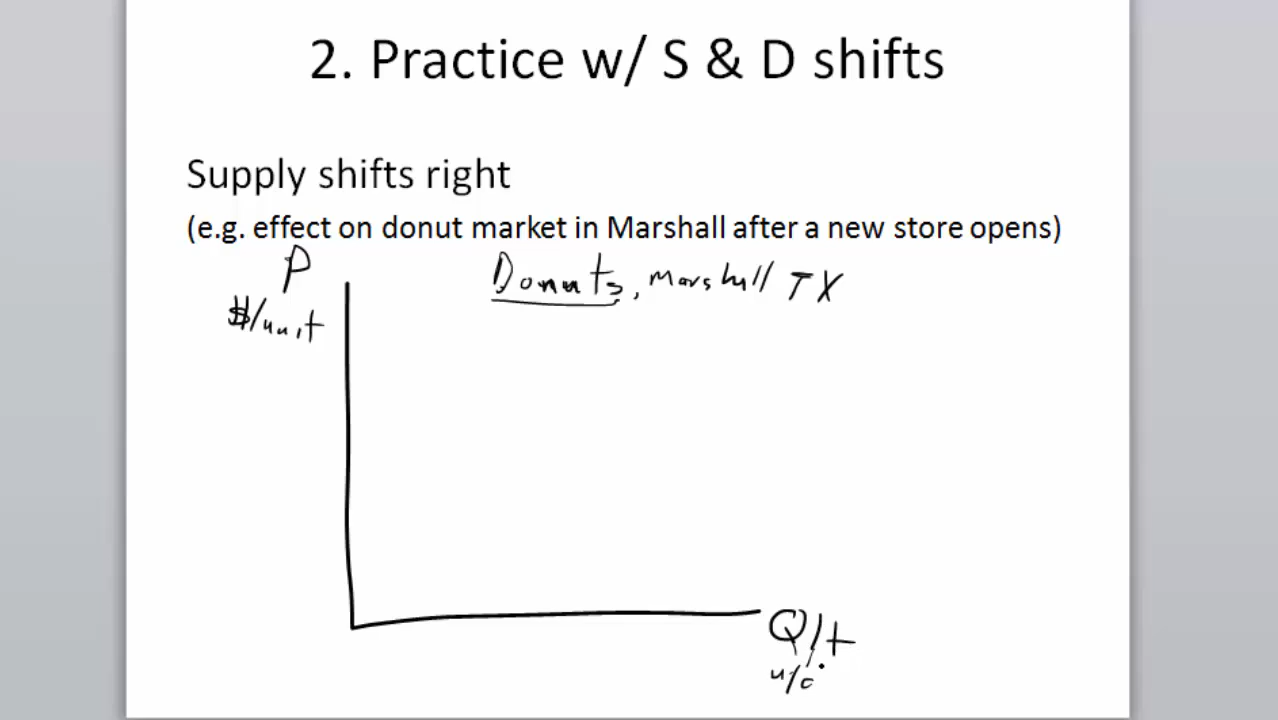 2. Practice w/ S & D shifts
Supply shifts right
(e.g. effect on donut market in Marshall after a new store opens)
P
$/unit
Donuts, Marshall TX
Q/t